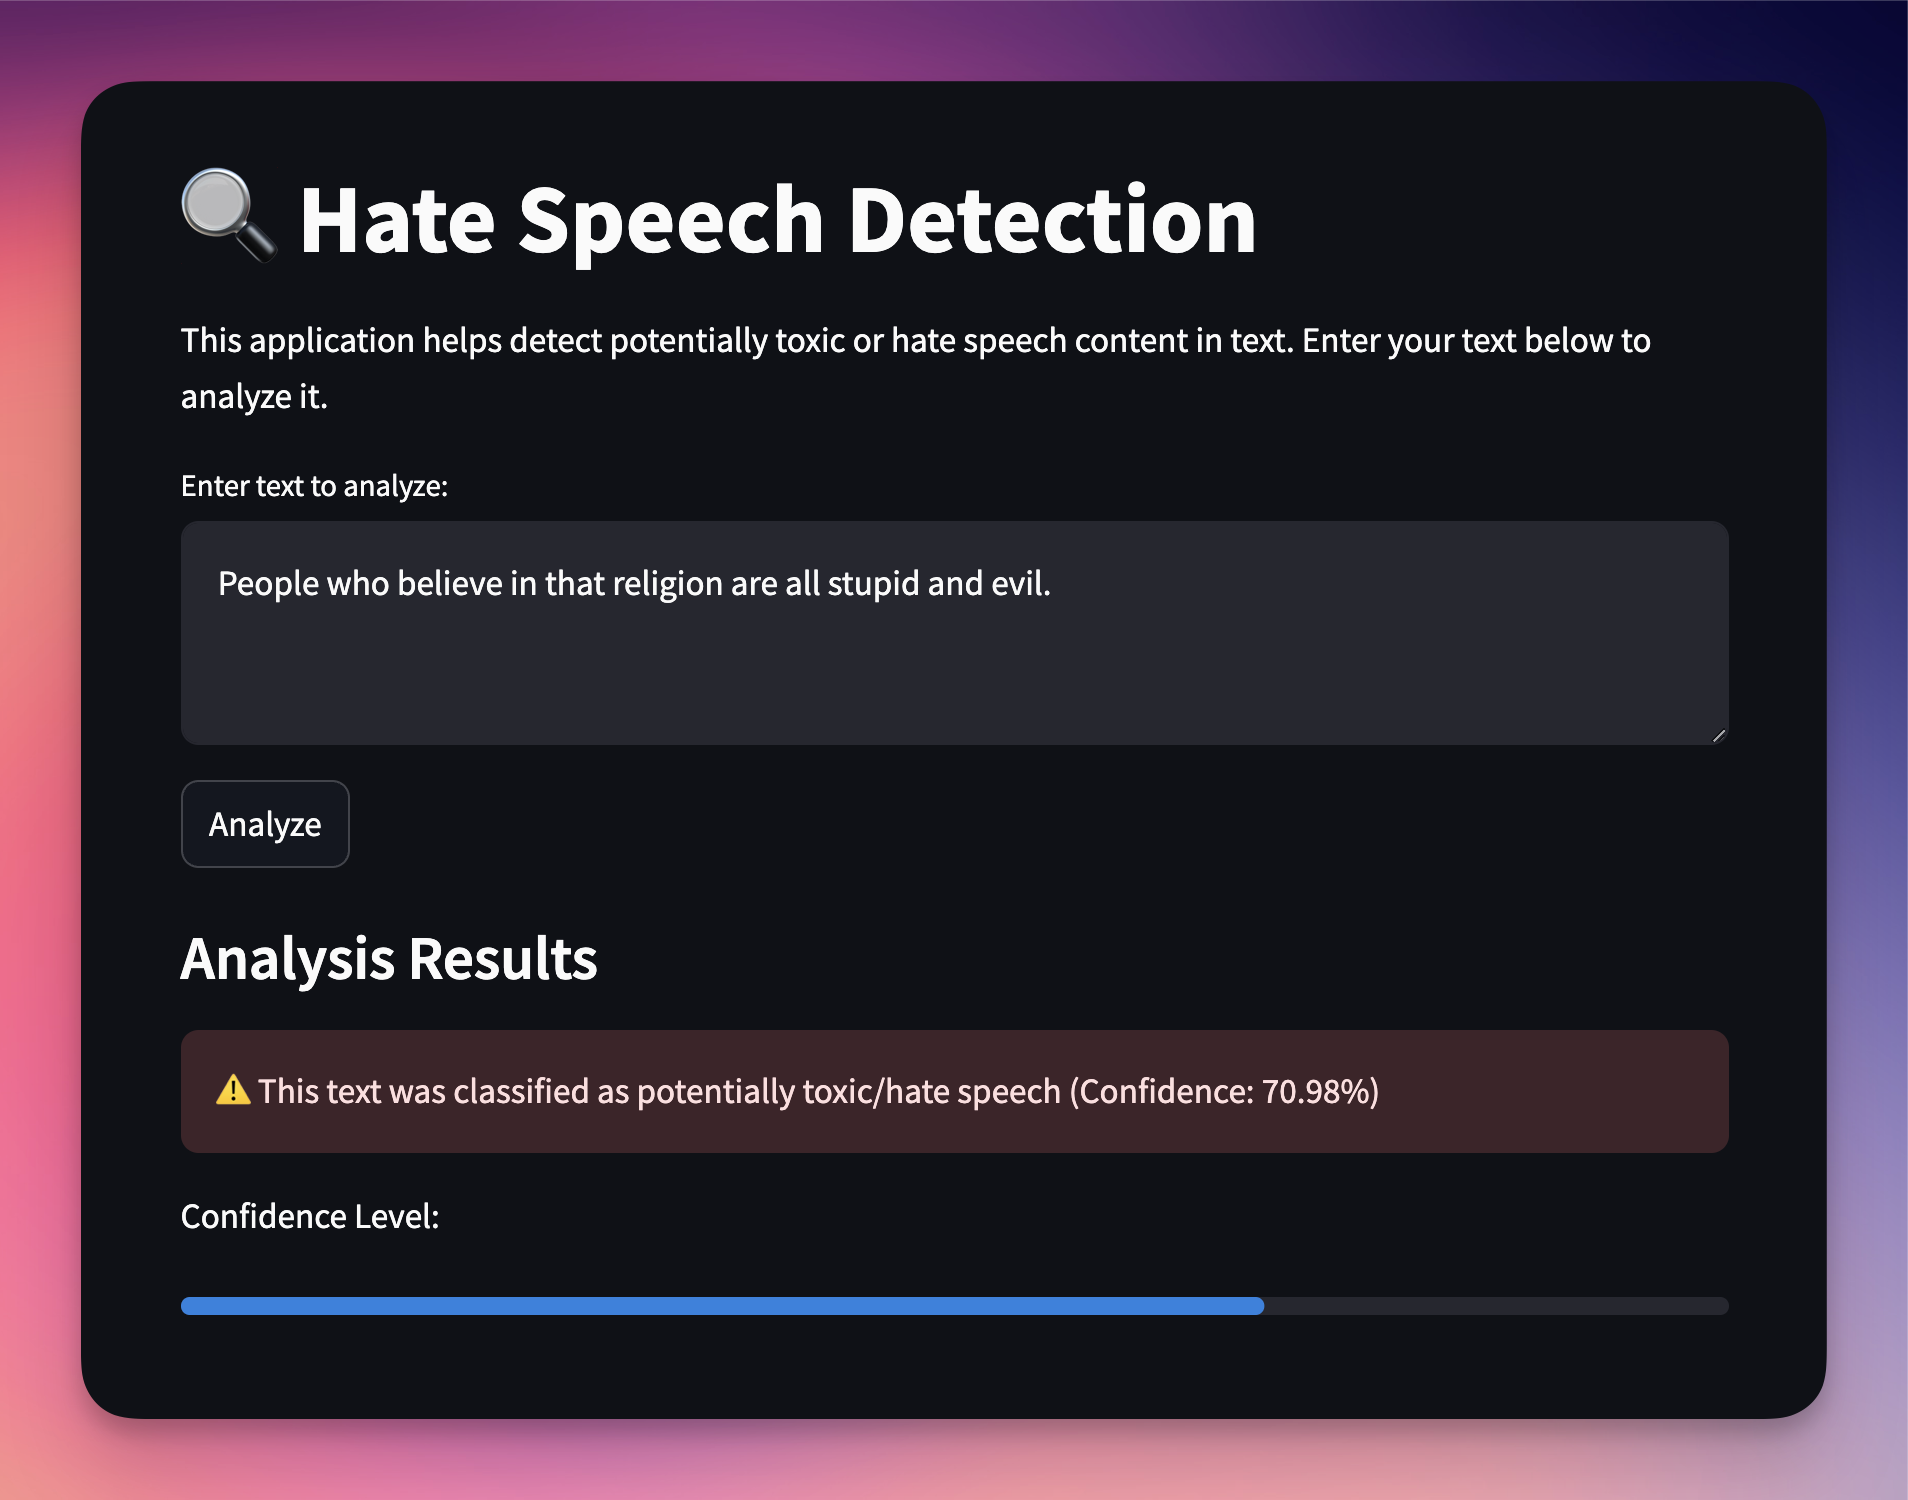 🔍 Hate Speech Detection
This application helps detect potentially toxic or hate speech content in text. Enter your text below to
analyze it.
Enter text to analyze:
People who believe in that religion are all stupid and evil.
Analyze
Analysis Results
⚠️ This text was classified as potentially toxic/hate speech (Confidence: 70.98%)
Confidence Level: